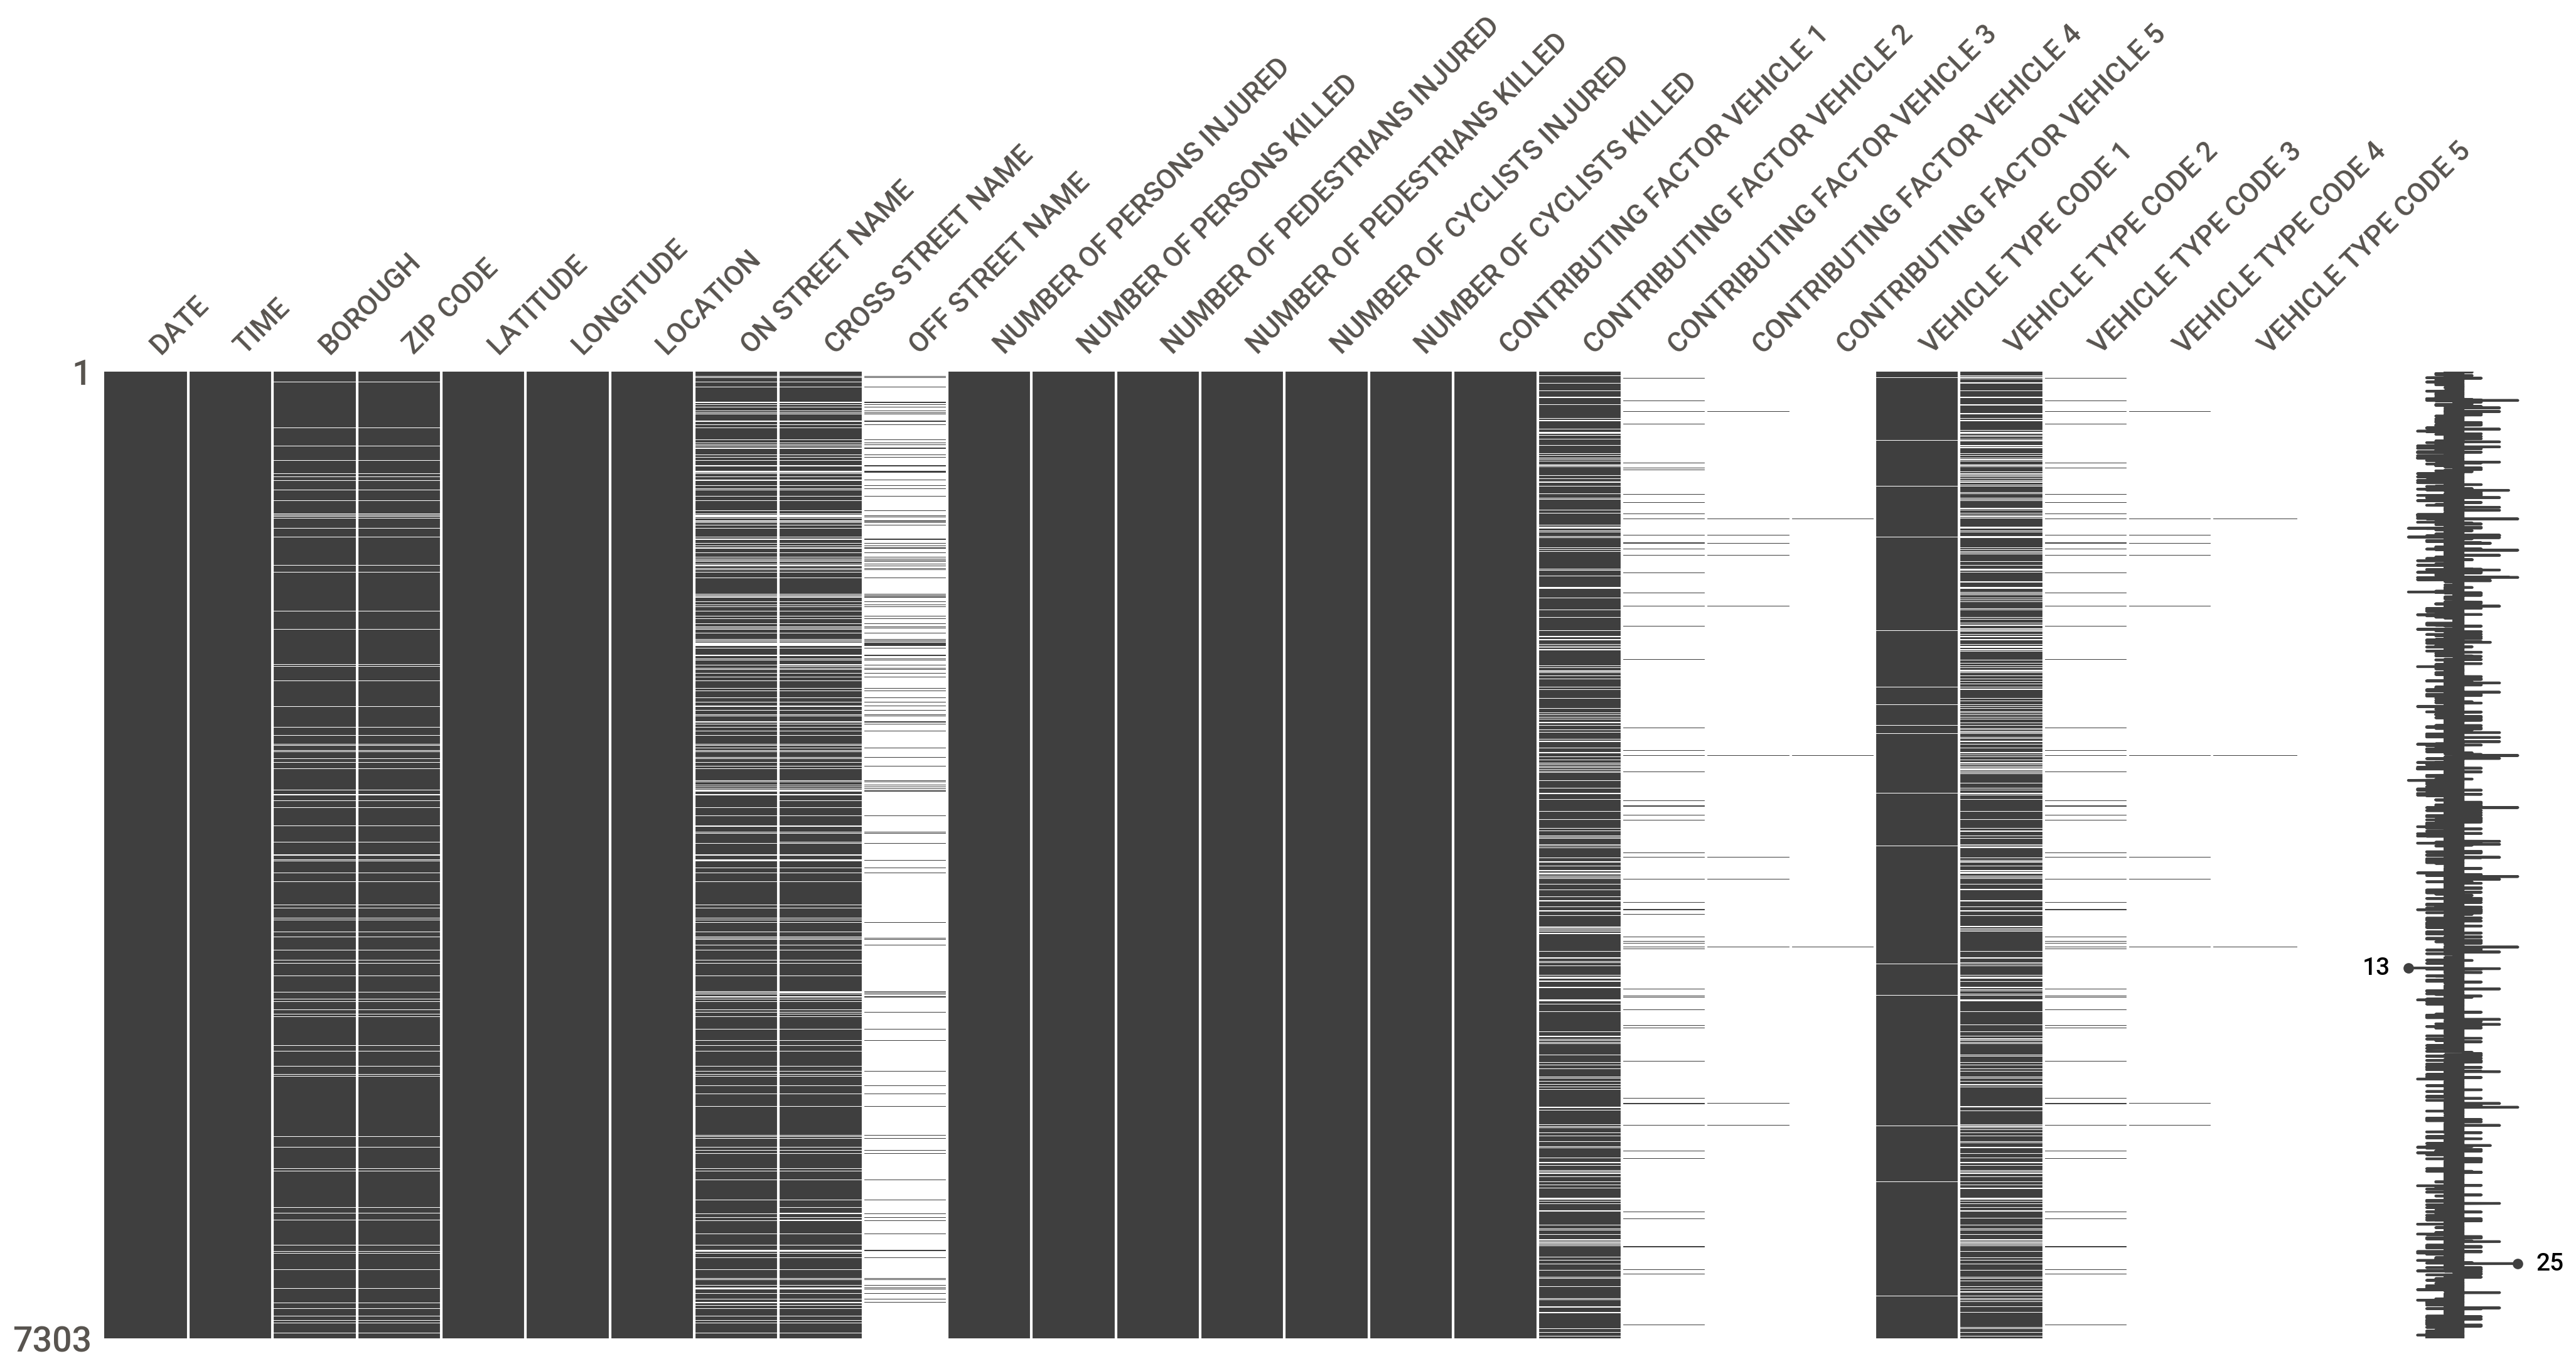 DATE
TIME
BOROUGH
ZIP CODE
LATITUDE
LONGITUDE
LOCATION
ON STREET NAME
CROSS STREET NAME
OFF STREET NAME
NUMBER OF PERSONS INJURED
NUMBER OF PERSONS KILLED
NUMBER OF PEDESTRIANS INJURED
NUMBER OF PEDESTRIANS KILLED
NUMBER OF CYCLISTS INJURED
NUMBER OF CYCLISTS KILLED
CONTRIBUTING FACTOR VEHICLE 1
CONTRIBUTING FACTOR VEHICLE 2
CONTRIBUTING FACTOR VEHICLE 3
CONTRIBUTING FACTOR VEHICLE 4
CONTRIBUTING FACTOR VEHICLE 5
VEHICLE TYPE CODE 1
VEHICLE TYPE CODE 2
VEHICLE TYPE CODE 3
VEHICLE TYPE CODE 4
VEHICLE TYPE CODE 5
1
13
25
7303